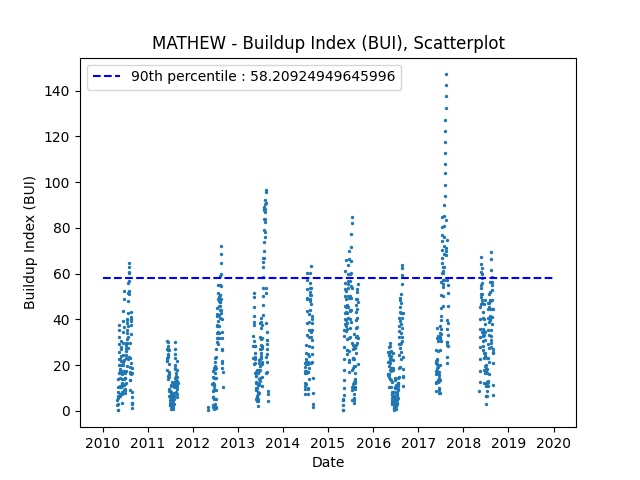 MATHEW - Buildup Index (BUI), Scatterplot
90th percentile : 58.20924949645996
Buildup Index (BUI)
140
120
100
80
60
40
20
0
2010 2011 2012 2013 2014 2015 2016 2017 2018 2019 2020
Date